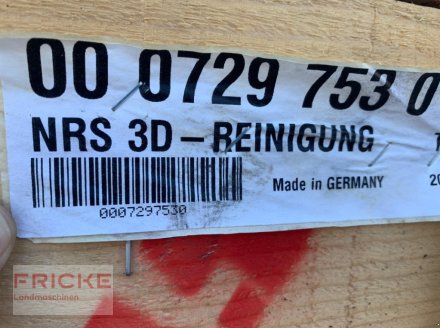 00 0729 753 0
NRS 3D – REINIGUNG
Made in GERMANY
0007297530
FRICKE
Landmaschinen